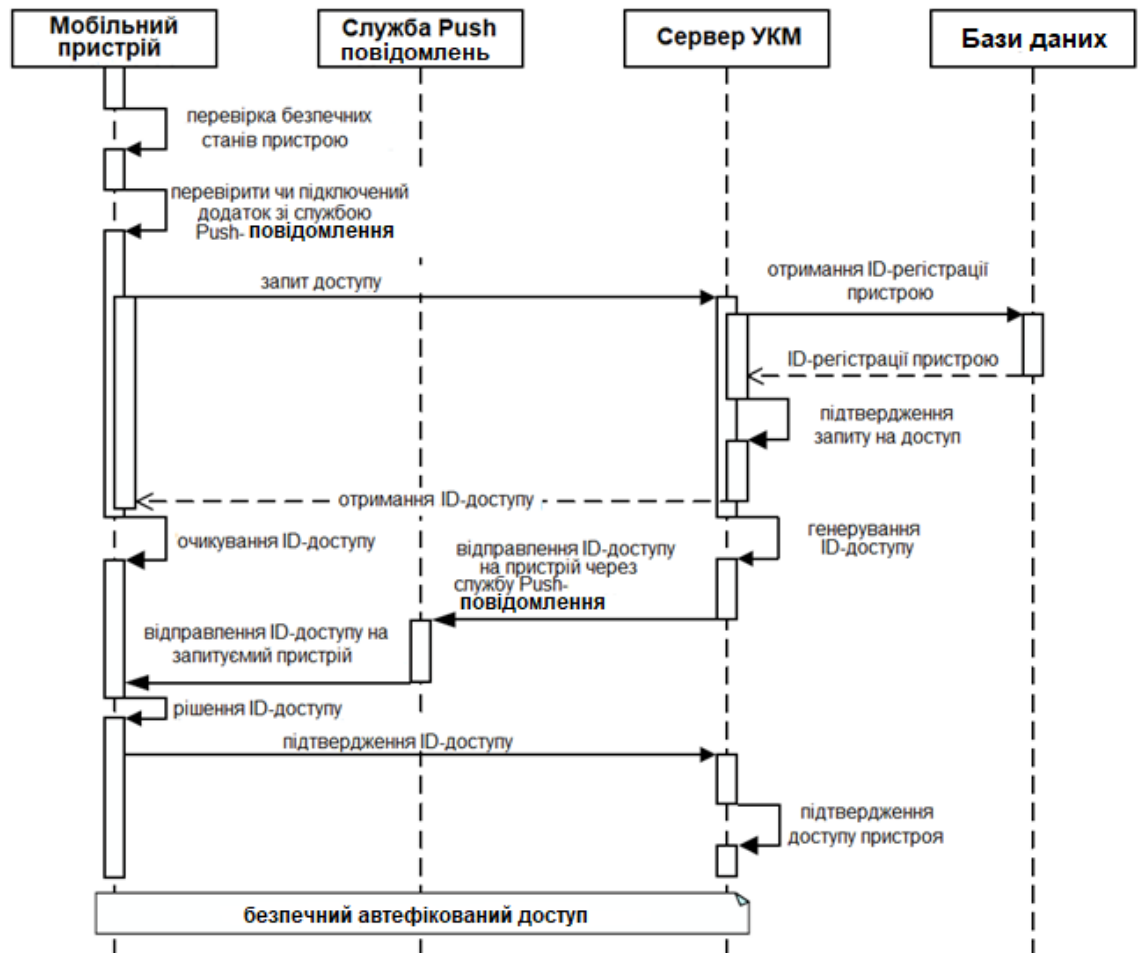 Мобільний
пристрій
Служба Push
повідомлень
Сервер УКМ
Бази даних
перевірка безпечних
станів пристрою
перевірити чи підключений
додаток зі службою
Push- повідомлення
запит доступу
отримання ID-регістрації
пристрою
ID-регістрації пристрою
підтвердження
запиту на доступ
отримання ID-доступу
очикування ID-доступу
генерування
ID-доступу
відправлення ID-доступу
на пристрій через
службу Push-
повідомлення
відправлення ID-доступу на
запитуємий пристрій
рішення ID-доступу
підтвердження ID-доступу
підтвердження
доступу пристроя
безпечний автефікований доступ